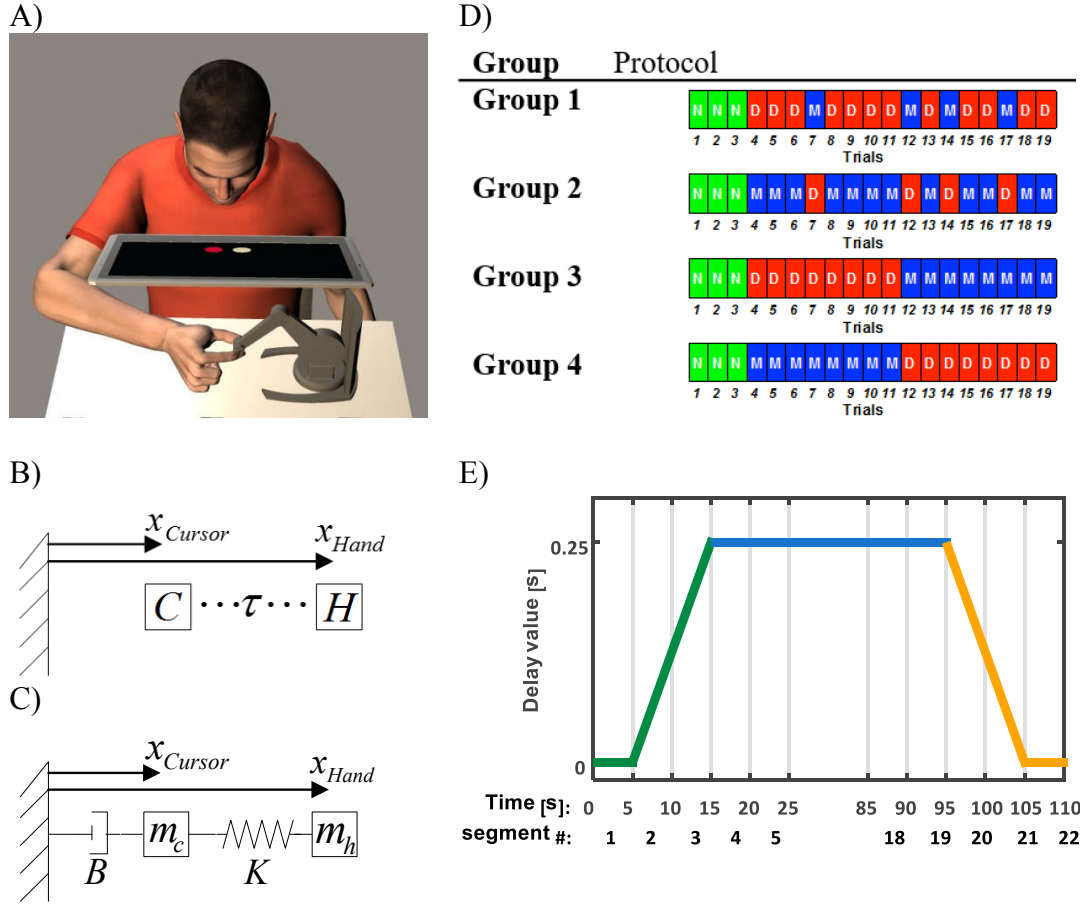 A)
B)
x_Cursor
x_Hand
C ··· τ ··· H
C)
x_Cursor
x_Hand
m_c m_h
B K
D)
Group Protocol
Group 1
N N N D D D M D D D D M D M D D M D D
1 2 3 4 5 6 7 8 9 10 11 12 13 14 15 16 17 18 19
Trials
Group 2
N N N M M M D M M M M D M D M M D M M
1 2 3 4 5 6 7 8 9 10 11 12 13 14 15 16 17 18 19
Trials
Group 3
N N N D D D D D D D D M M M M M M M M
1 2 3 4 5 6 7 8 9 10 11 12 13 14 15 16 17 18 19
Trials
Group 4
N N N M M M M M M M M D D D D D D D D
1 2 3 4 5 6 7 8 9 10 11 12 13 14 15 16 17 18 19
Trials
E)
Delay value [s]
0.25
0
Time [s]: 0 5 10 15 20 25 85 90 95 100 105 110
segment #: 1 2 3 4 5 18 19 20 21 22